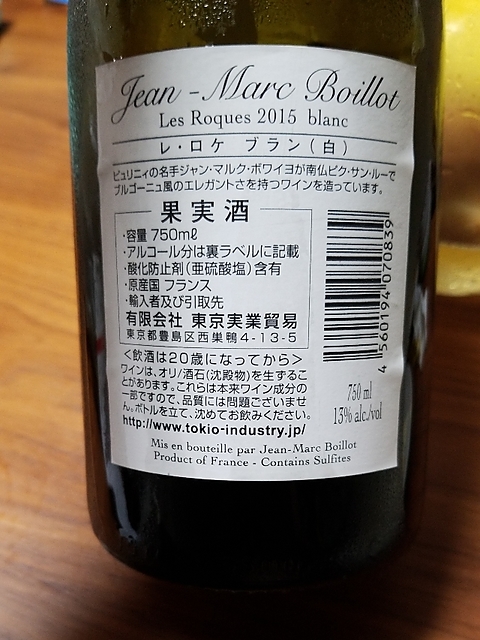 Jean-Marc Boillot
Les Roques 2015 blanc
レ・ロケ ブラン(白)
ピュリニィの名手ジャン・マルク・ボワイヨが南仏ピク・サン・ルーで
ブルゴーニュ風のエレガントさを持つワインを造っています。
果実酒
・容量 750mℓ
・アルコール分は裏ラベルに記載
・酸化防止剤(亜硫酸塩)含有
・原産国 フランス
・輸入者及び引取先
有限会社 東京実業貿易
東京都豊島区西巣鴨4-13-5
<飲酒は20歳になってから>
ワインは、オリ/酒石(沈殿物)を生ずるこ
とがあります。これらは本来ワイン成分の
一部ですので、品質には問題ございませ
ん。ボトルを立て、沈めてお飲みください。
http://www.tokio-industry.jp/
4 560194 070839
750 ml
13% alc./vol
Mis en bouteille par Jean-Marc Boillot
Product of France - Contains Sulfites